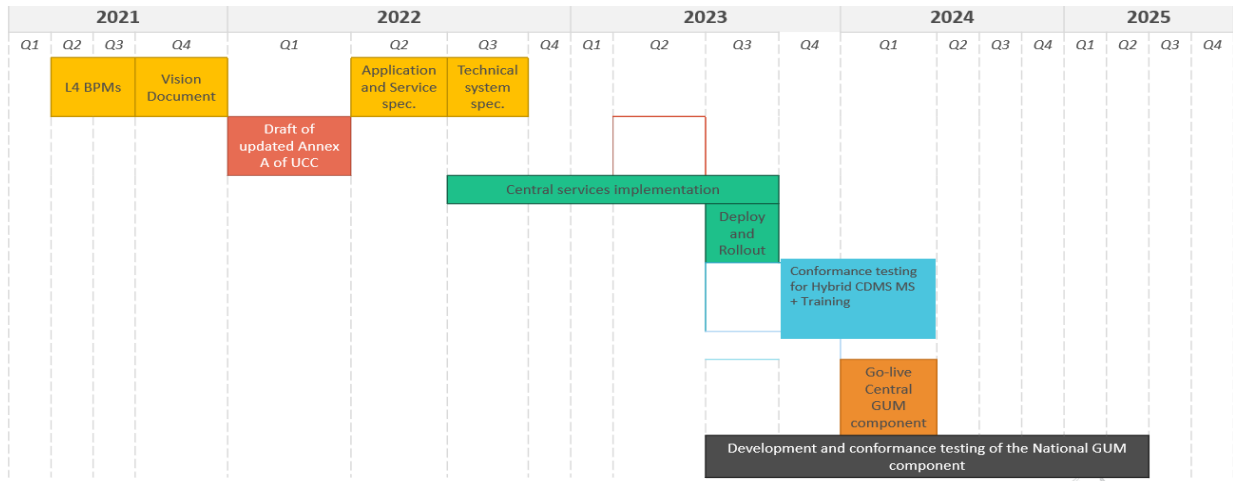 2021 2022 2023 2024 2025
Q1 Q2 Q3 Q4 Q1 Q2 Q3 Q4 Q1 Q2 Q3 Q4 Q1 Q2 Q3 Q4 Q1 Q2 Q3 Q4
L4 BPMs
Vision
Document
Application
and Service
spec.
Technical
system
spec.
Draft of
updated Annex
A of UCC
Central services implementation
Deploy
and
Rollout
Conformance testing
for Hybrid CDMS MS
+ Training
Go-live
Central
GUM
component
Development and conformance testing of the National GUM
component